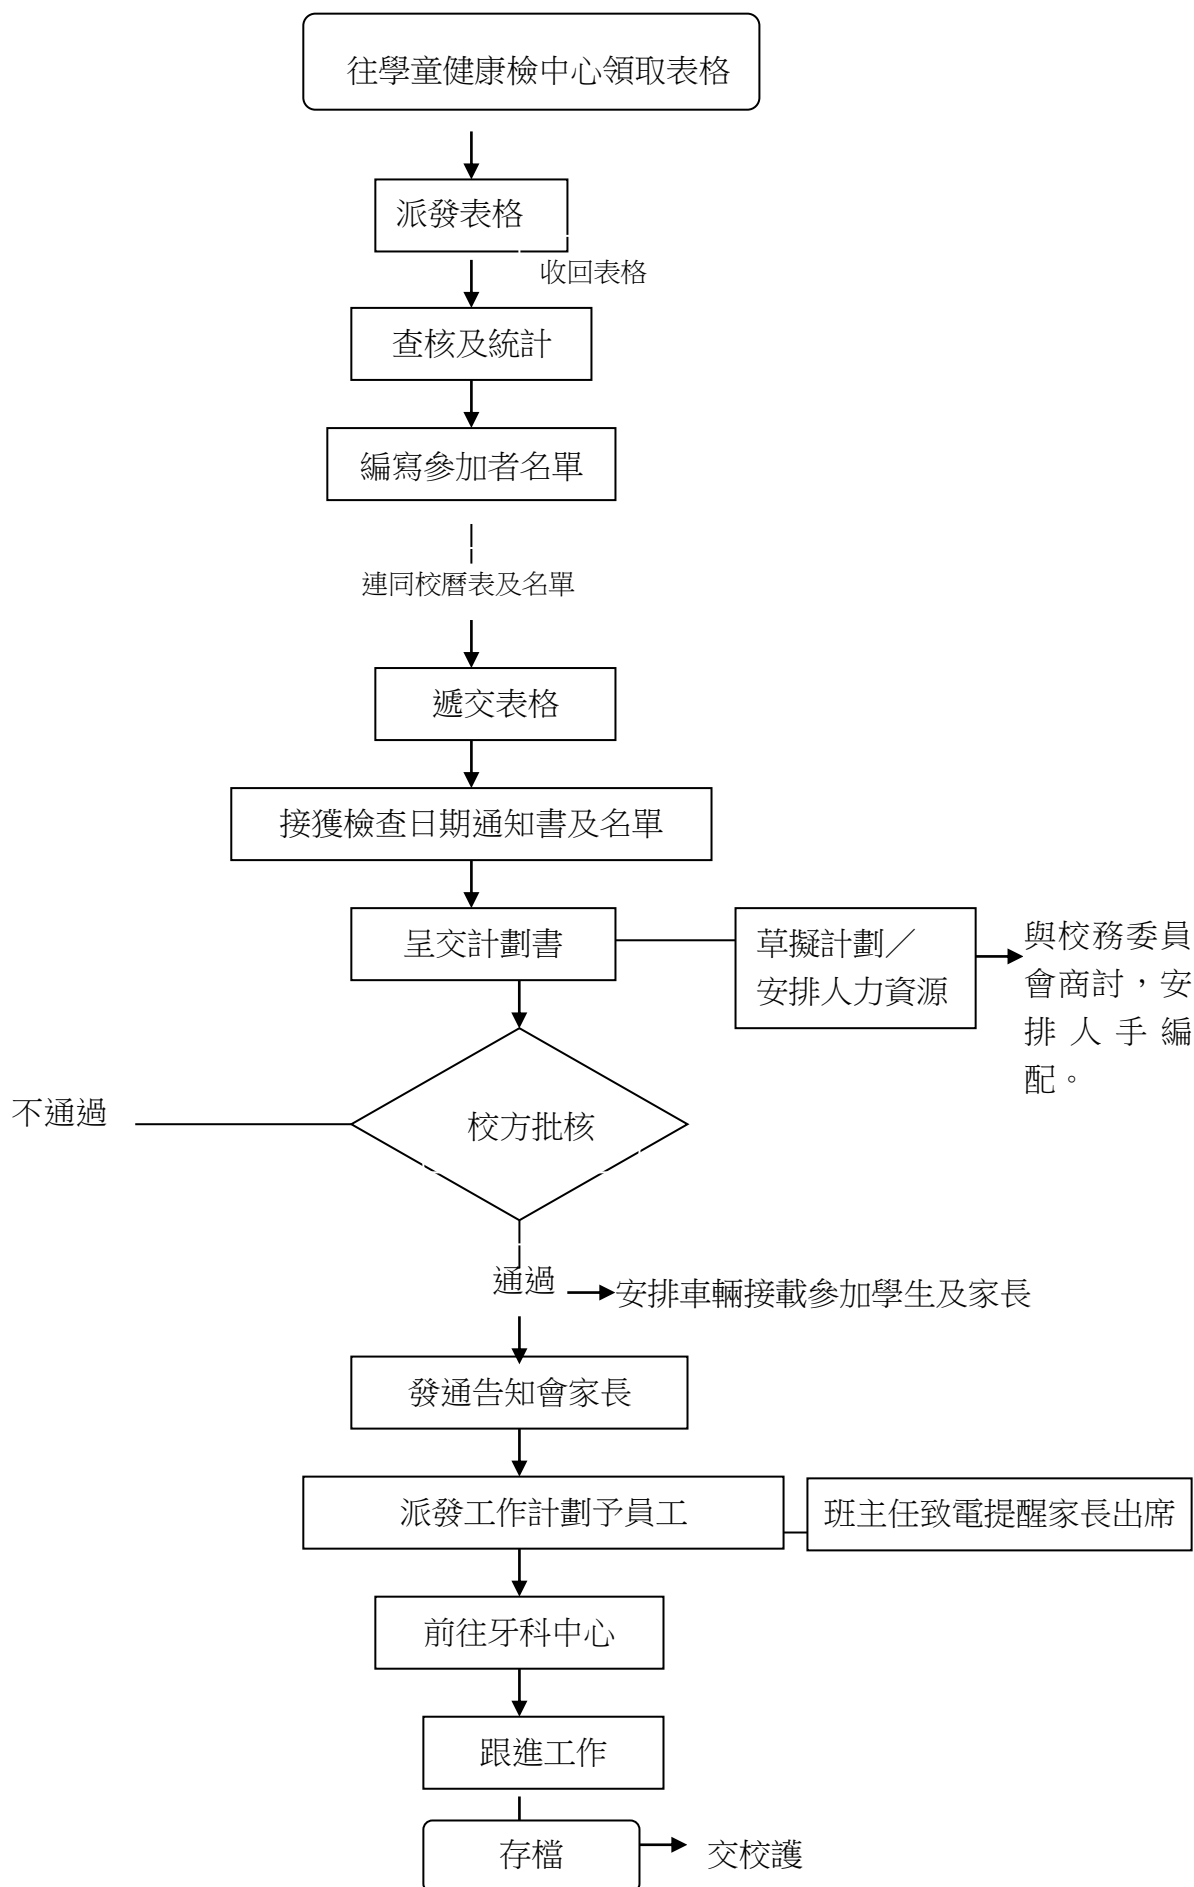 往學童健康檢中心領取表格
派發表格
收回表格
查核及統計
編寫參加者名單
連同校曆表及名單
遞交表格
接獲檢查日期通知書及名單
呈交計劃書
草擬計劃／
安排人力資源
與校務委員
會商討，安
排人手編
配。
不通過
校方批核
通過
安排車輛接載參加學生及家長
發通告知會家長
派發工作計劃予員工
班主任致電提醒家長出席
前往牙科中心
跟進工作
存檔
交校護